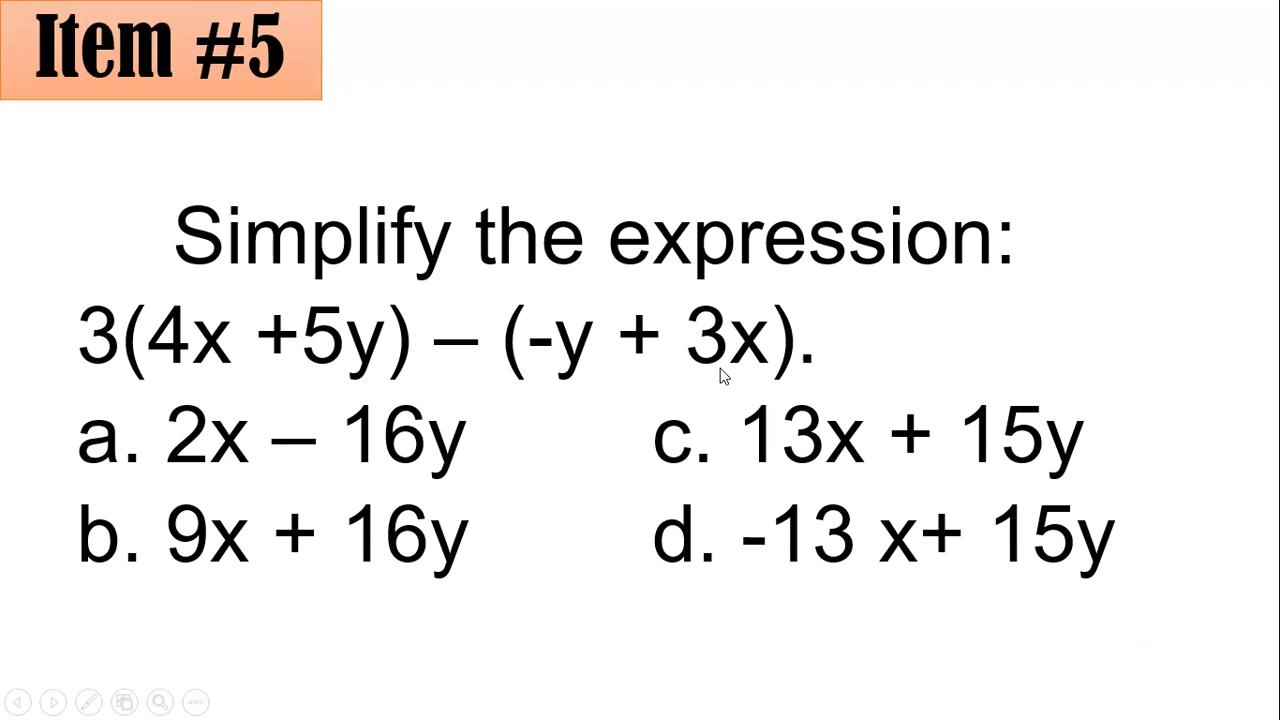 Item #5
Simplify the expression:
3(4x +5y) – (-y + 3x).
a. 2x – 16y c. 13x + 15y
b. 9x + 16y d. -13 x+ 15y